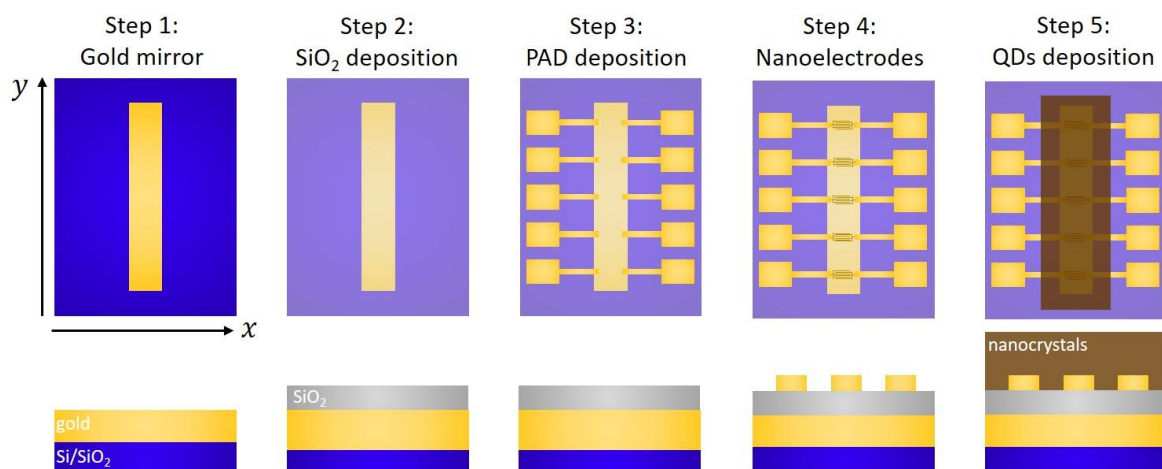 Step 1:
Gold mirror
Step 2:
SiO₂ deposition
Step 3:
PAD deposition
Step 4:
Nanoelectrodes
Step 5:
QDs deposition
y
x
gold
Si/SiO₂
SiO₂
nanocrystals